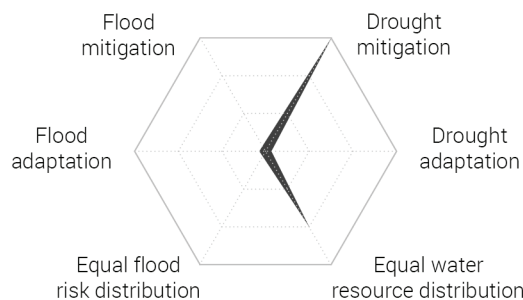 Flood
mitigation
Drought
mitigation
Flood
adaptation
Drought
adaptation
Equal flood
risk distribution
Equal water
resource distribution